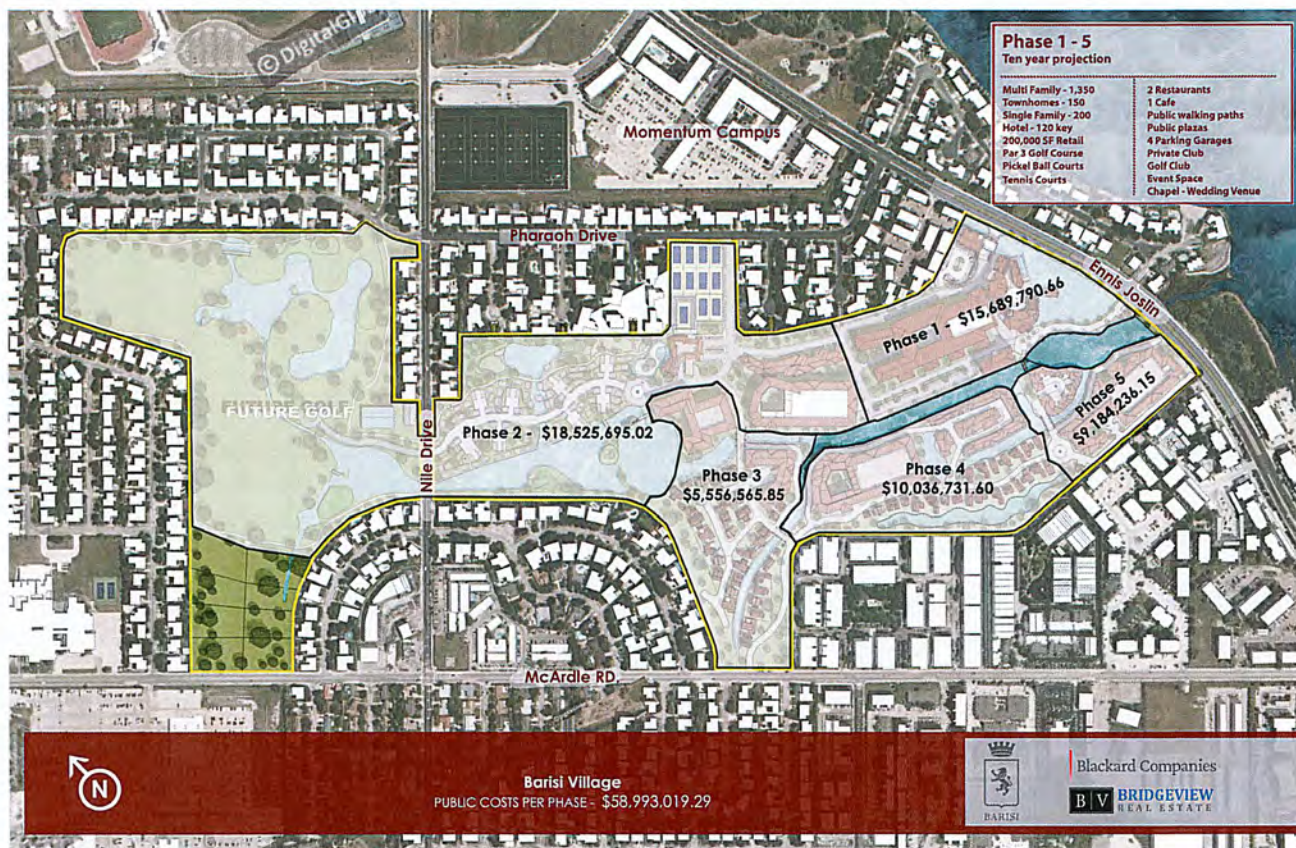 © DigitalGl
Phase 1 - 5
Ten year projection
Multi Family - 1,350
Townhomes - 150
Single Family - 200
Hotel - 120 key
200,000 SF Retail
Par 3 Golf Course
Pickel Ball Courts
Tennis Courts
2 Restaurants
1 Cafe
Public walking paths
Public plazas
4 Parking Garages
Private Club
Golf Club
Event Space
Chapel - Wedding Venue
Momentum Campus
Pharaoh Drive
Ennis Joslin
Phase 1 - $15,689,790.66
Phase 5
$9,184,236.15
FUTURE GOLF
FUTURE GOLF
Nile Drive
Phase 2 - $18,525,695.02
Phase 3
$5,556,565.85
Phase 4
$10,036,731.60
McArdle RD.
N
Barisi Village
PUBLIC COSTS PER PHASE - $58,993,019.29
BARISI
Blackard Companies
B V BRIDGEVIEW
REAL ESTATE